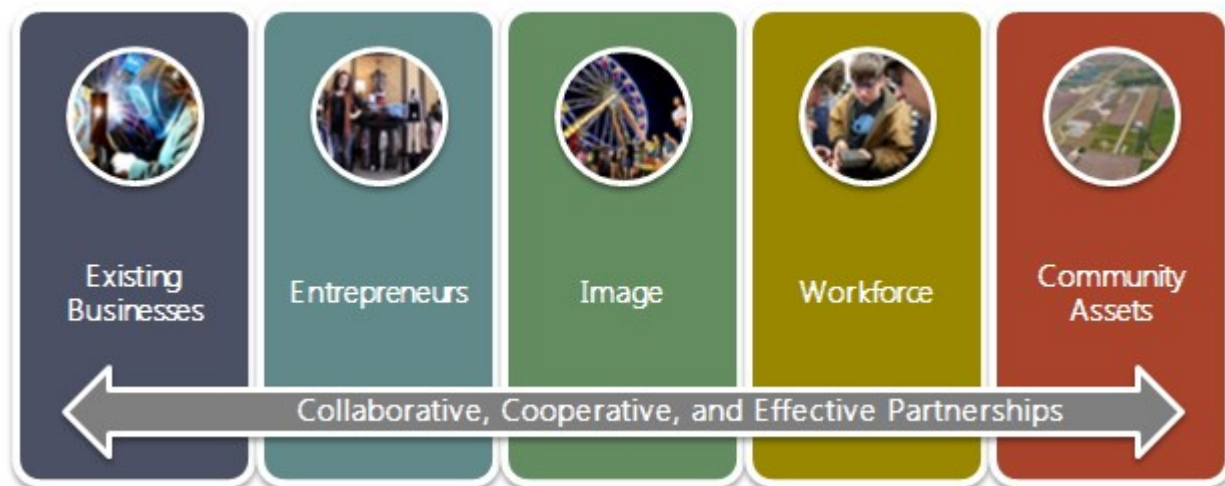 Existing
Businesses
Entrepreneurs
Image
Workforce
Community
Assets
Collaborative, Cooperative, and Effective Partnerships